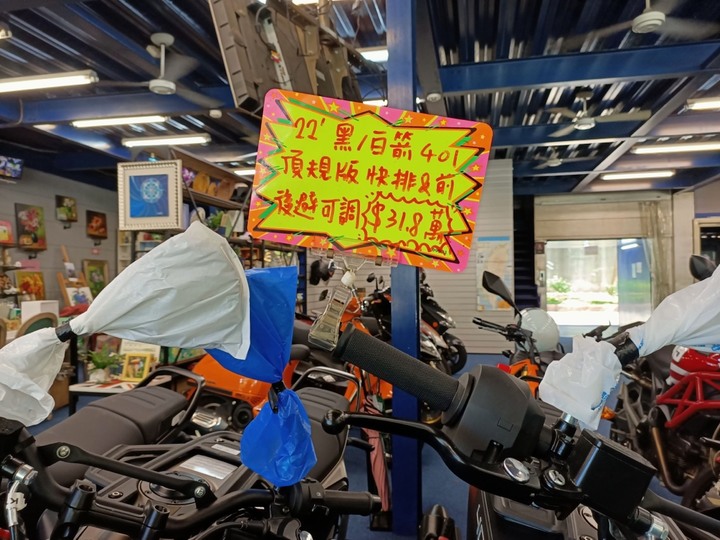 22' 黑/白箭 401
頂規版 快排&前
後避可調 $31.8萬